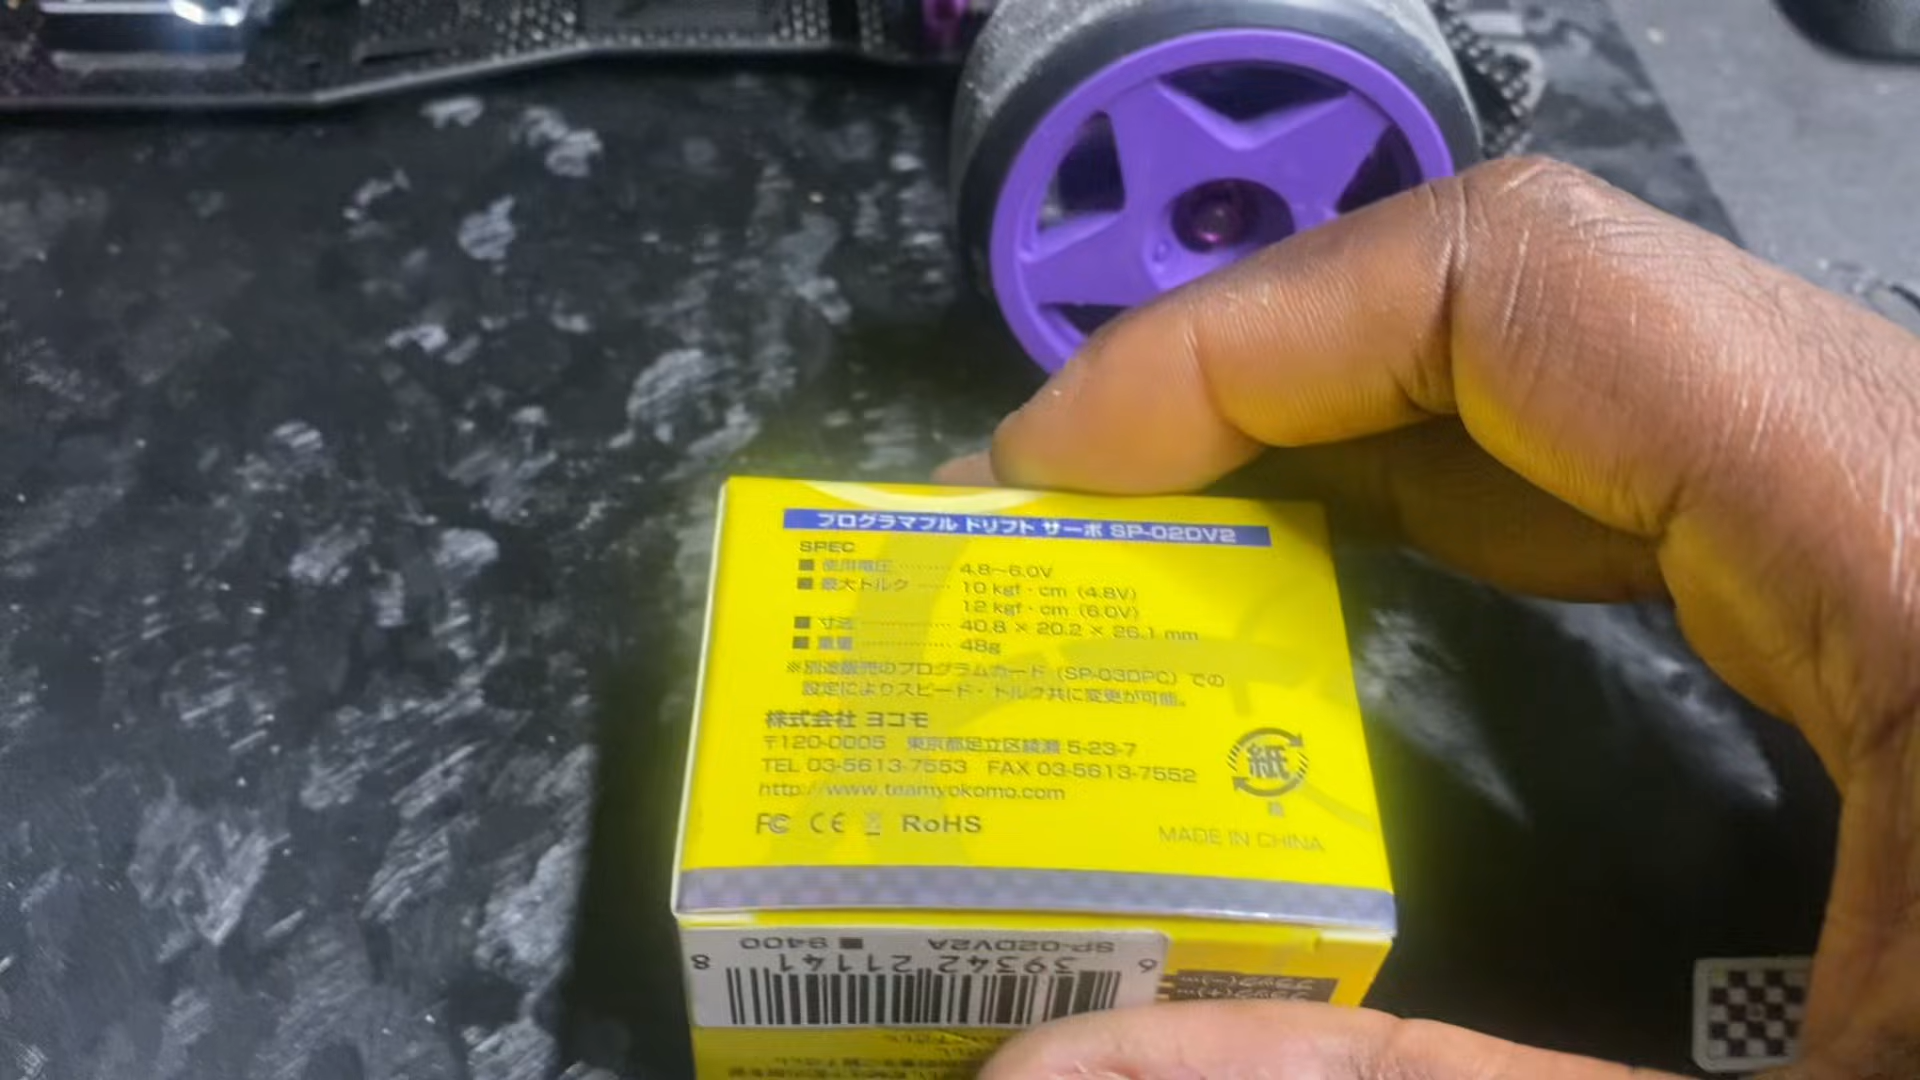 プログラマブル ドリフト サーボ SP-02DV2
SPEC
■ 使用電圧 ……… 4.8〜6.0V
■ 最大トルク …… 10 kgf・cm (4.8V)
12 kgf・cm (6.0V)
■ 寸法 …………… 40.8 × 20.2 × 26.1 mm
■ 重量 …………… 48g
※別途販売のプログラムカード (SP-03DPC) での
設定によりスピード・トルク共に変更が可能。
株式会社 ヨコモ
〒120-0005 東京都足立区綾瀬 5-23-7
TEL 03-5613-7553 FAX 03-5613-7552
http://www.teamyokomo.com
FC CE RoHS
紙
MADE IN CHINA
SP-02DV2A ■9400
6 39342 21141 8